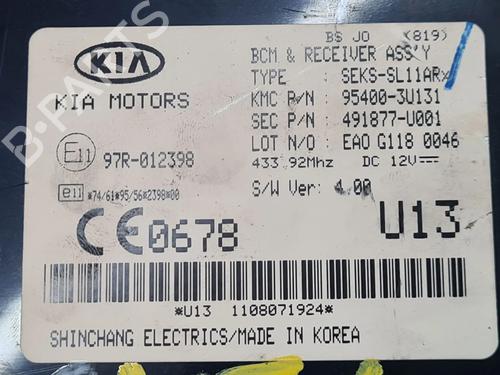 BS JO (819)
KIA
BCM & RECEIVER ASS'Y
TYPE : SEKS-SL11ARx
KIA MOTORS
KMC P/N : 95400-3U131
SEC P/N : 491877-U001
LOT N/O : EAO G118 0046
E11 97R-012398
433.92Mhz DC 12V
e11 *74/61*95/56*2398*00
S/W Ver: 4.00
CE0678
U13
*U13 1108071924*
SHINCHANG ELECTRICS/MADE IN KOREA
B-PARTS